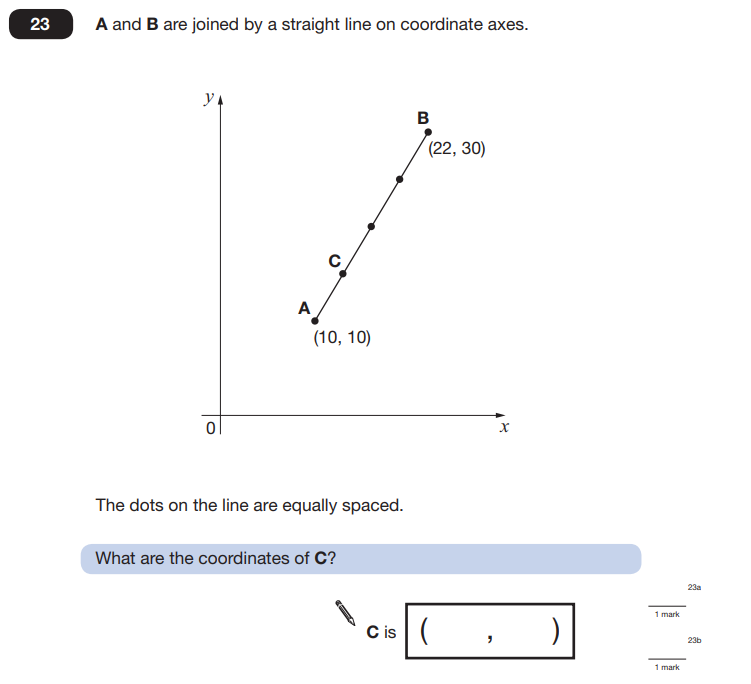 23 A and B are joined by a straight line on coordinate axes.
y
B
(22, 30)
C
A
(10, 10)
0
x
The dots on the line are equally spaced.
What are the coordinates of C?
23a
1 mark
C is ( , )
23b
1 mark